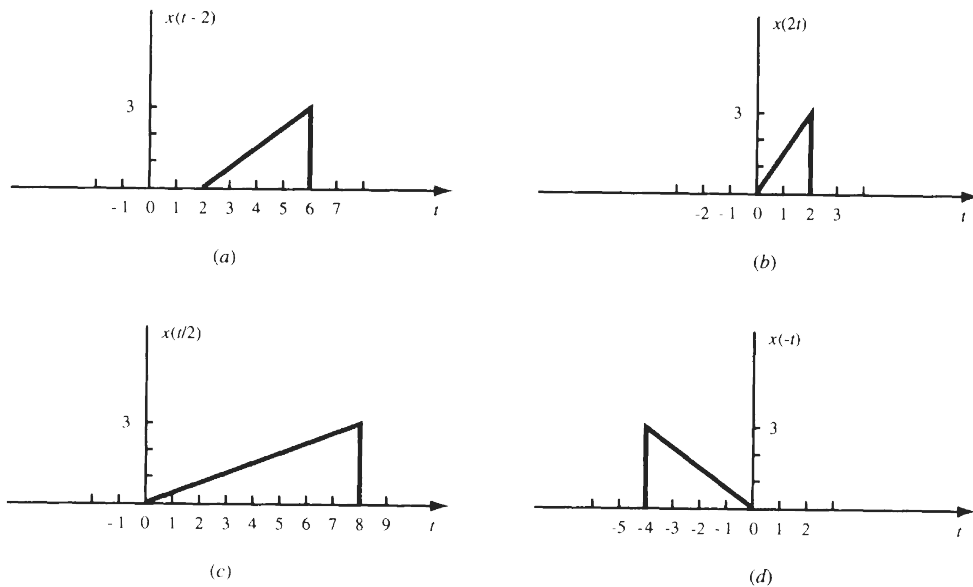 x(t - 2)
3
-1 0 1 2 3 4 5 6 7 t
(a)
x(2t)
3
-2 -1 0 1 2 3 t
(b)
x(t/2)
3
-1 0 1 2 3 4 5 6 7 8 9 t
(c)
x(-t)
3
-5 -4 -3 -2 -1 0 1 2 t
(d)